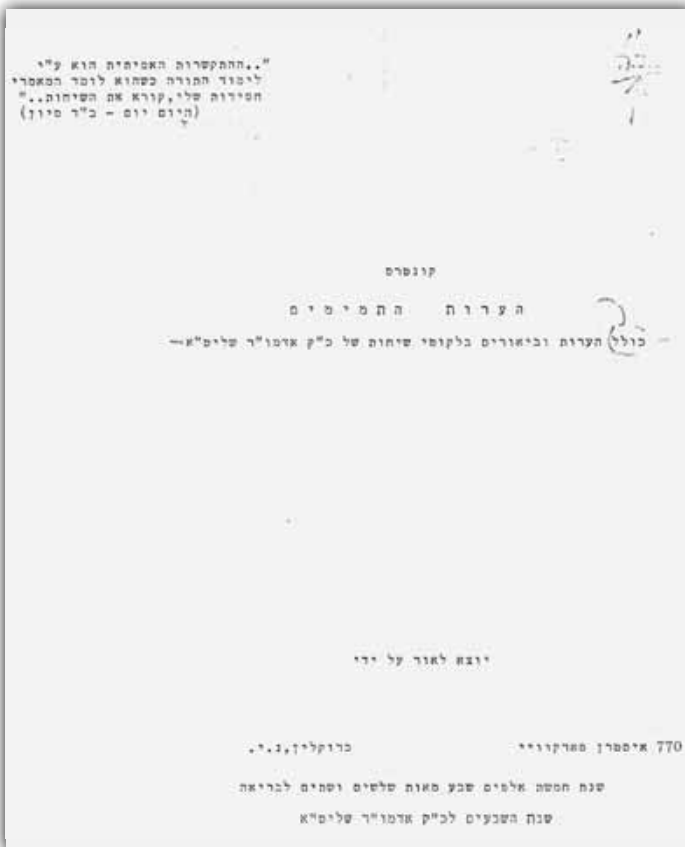 "..ההתקשרות האמיתית הוא ע"י
לימוד התורה כשהוא לומד המאמרי
חסידות שלי,קורא את השיחות.."
(היום יום - כ"ד סיון)
קונטרס
הערות התמימים
כולל הערות וביאורים בלקוטי שיחות של כ"ק אדמו"ר שליט"א
יוצא לאור על ידי
770 איסטרן פארקוויי ברוקלין,נ.י.
שנת חמשת אלפים שבע מאות שלשים ושתים לבריאה
שנת השבעים לכ"ק אדמו"ר שליט"א